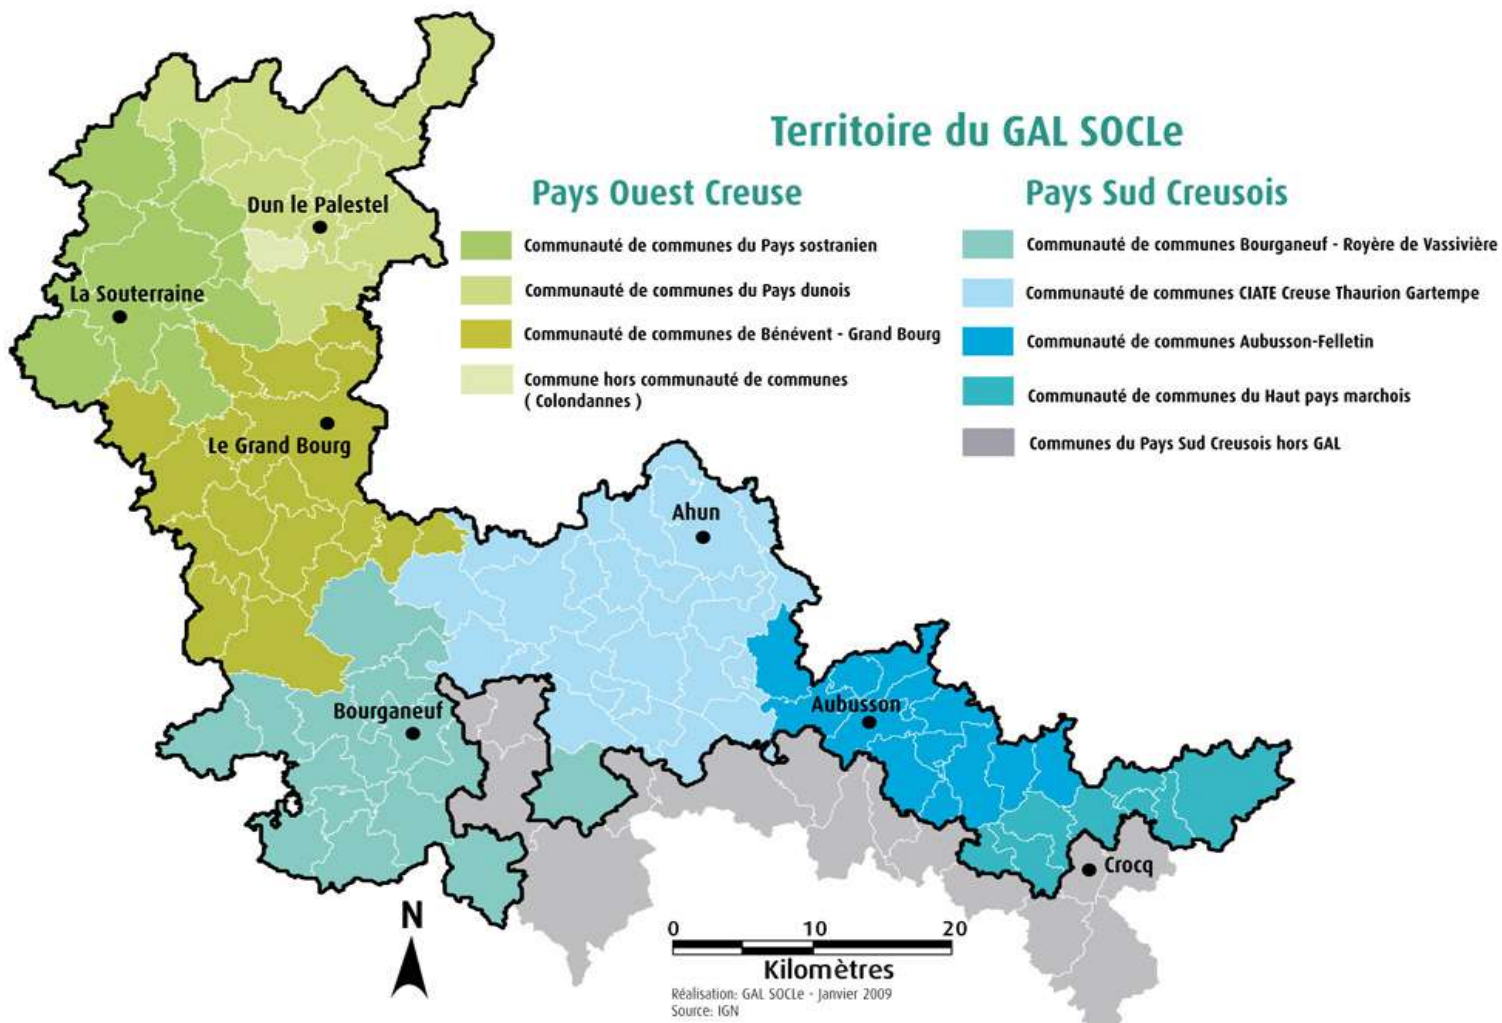 Territoire du GAL SOCLe
Pays Ouest Creuse
Communauté de communes du Pays sostranien
Communauté de communes du Pays dunois
Communauté de communes de Bénévent - Grand Bourg
Commune hors communauté de communes
( Colondannes )
Pays Sud Creusois
Communauté de communes Bourganeuf - Royère de Vassivière
Communauté de communes CIATE Creuse Thaurion Gartempe
Communauté de communes Aubusson-Felletin
Communauté de communes du Haut pays marchois
Communes du Pays Sud Creusois hors GAL
Dun le Palestel
La Souterraine
Le Grand Bourg
Ahun
Bourganeuf
Aubusson
Crocq
N
0 10 20
Kilomètres
Réalisation: GAL SOCLe - Janvier 2009
Source: IGN